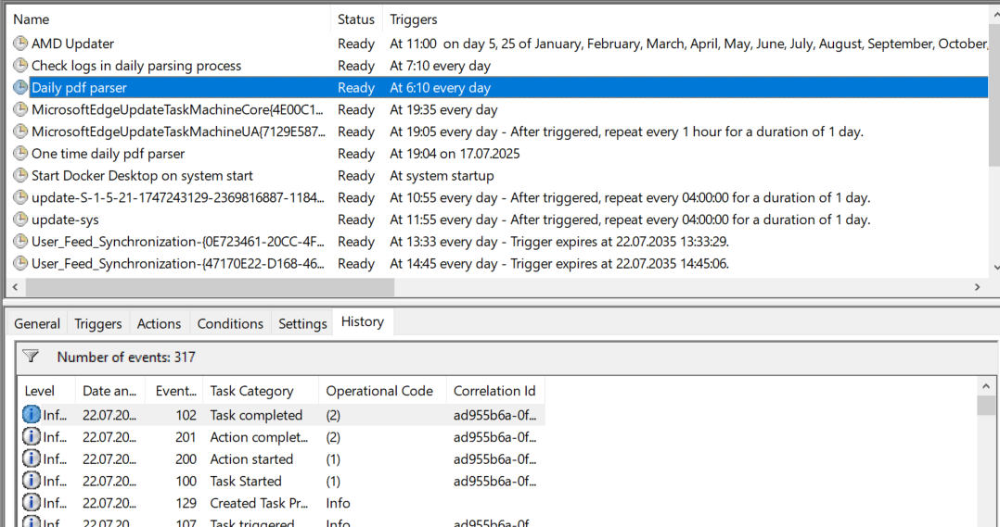 Name Status Triggers
AMD Updater Ready At 11:00 on day 5, 25 of January, February, March, April, May, June, July, August, September, October,
Check logs in daily parsing process Ready At 7:10 every day
Daily pdf parser Ready At 6:10 every day
MicrosoftEdgeUpdateTaskMachineCore{4E00C1... Ready At 19:35 every day
MicrosoftEdgeUpdateTaskMachineUA{7129E587... Ready At 19:05 every day - After triggered, repeat every 1 hour for a duration of 1 day.
One time daily pdf parser Ready At 19:04 on 17.07.2025
Start Docker Desktop on system start Ready At system startup
update-S-1-5-21-1747243129-2369816887-1184... Ready At 10:55 every day - After triggered, repeat every 04:00:00 for a duration of 1 day.
update-sys Ready At 11:55 every day - After triggered, repeat every 04:00:00 for a duration of 1 day.
User_Feed_Synchronization-{0E723461-20CC-4F... Ready At 13:33 every day - Trigger expires at 22.07.2035 13:33:29.
User_Feed_Synchronization-{47170E22-D168-46... Ready At 14:45 every day - Trigger expires at 22.07.2035 14:45:06.
General Triggers Actions Conditions Settings History
Number of events: 317
Level Date an... Event... Task Category Operational Code Correlation Id
Inf... 22.07.20... 102 Task completed (2) ad955b6a-0f...
Inf... 22.07.20... 201 Action complet... (2) ad955b6a-0f...
Inf... 22.07.20... 200 Action started (1) ad955b6a-0f...
Inf... 22.07.20... 100 Task Started (1) ad955b6a-0f...
Inf... 22.07.20... 129 Created Task Pr... Info
Inf... 22.07.20... 107 Task triggered Info ad955b6a-0f...